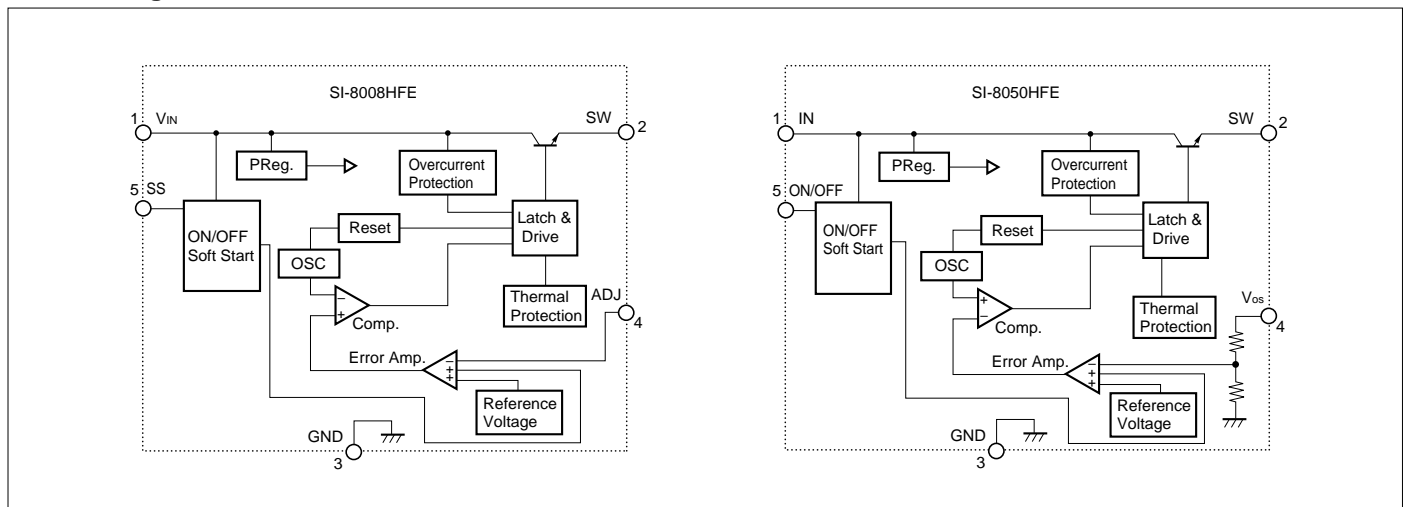 SI-8008HFE
1 VIN
SW 2
PReg.
Overcurrent
Protection
5 SS
ON/OFF
Soft Start
Reset
Latch &
Drive
OSC
−
+
Comp.
Thermal
Protection
ADJ
4
Error Amp.
−
+
+
Reference
Voltage
GND
3
SI-8050HFE
1 IN
SW 2
PReg.
Overcurrent
Protection
5 ON/OFF
ON/OFF
Soft Start
Reset
Latch &
Drive
OSC
+
−
Comp.
Thermal
Protection
Vos
4
Error Amp.
−
+
+
Reference
Voltage
GND
3